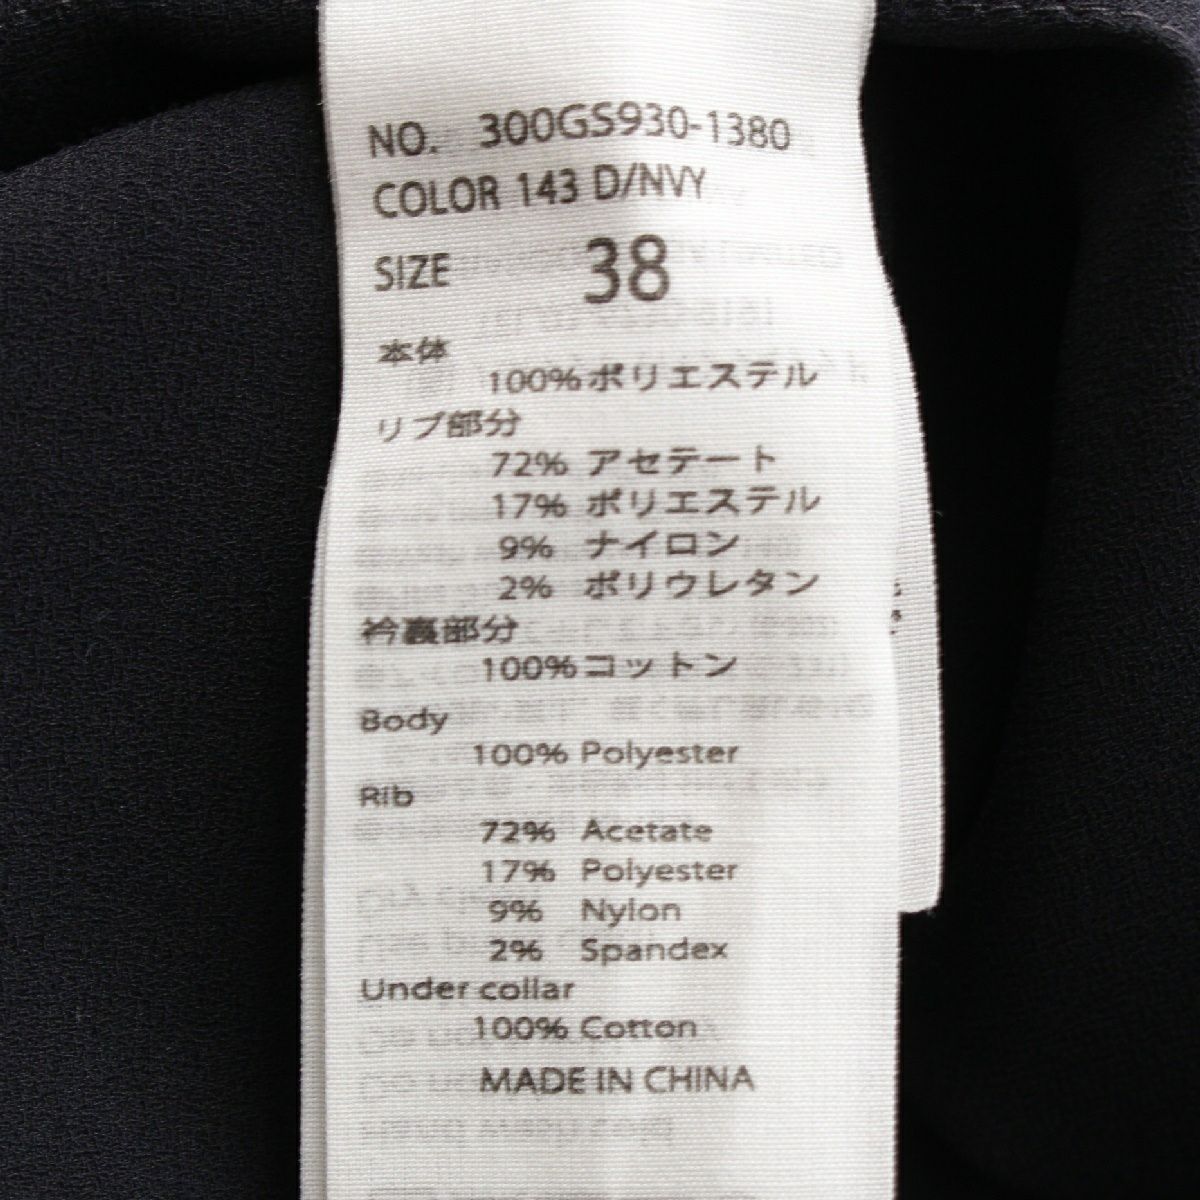 NO. 300GS930-1380
COLOR 143 D/NVY
SIZE 38
本体
100%ポリエステル
リブ部分
72% アセテート
17% ポリエステル
9% ナイロン
2% ポリウレタン
衿裏部分
100%コットン
Body
100% Polyester
Rib
72% Acetate
17% Polyester
9% Nylon
2% Spandex
Under collar
100% Cotton
MADE IN CHINA